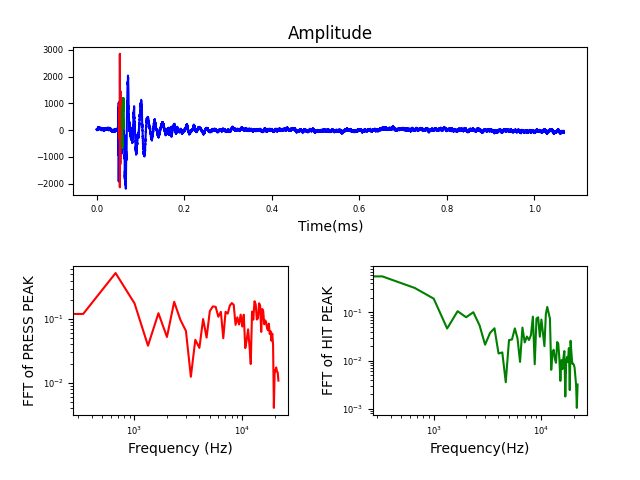 Amplitude
3000
2000
1000
0
−1000
−2000
0.0 0.2 0.4 0.6 0.8 1.0
Time(ms)
FFT of PRESS PEAK
10⁻¹
10⁻²
10³ 10⁴
Frequency (Hz)
FFT of HIT PEAK
10⁻¹
10⁻²
10⁻³
10³ 10⁴
Frequency(Hz)